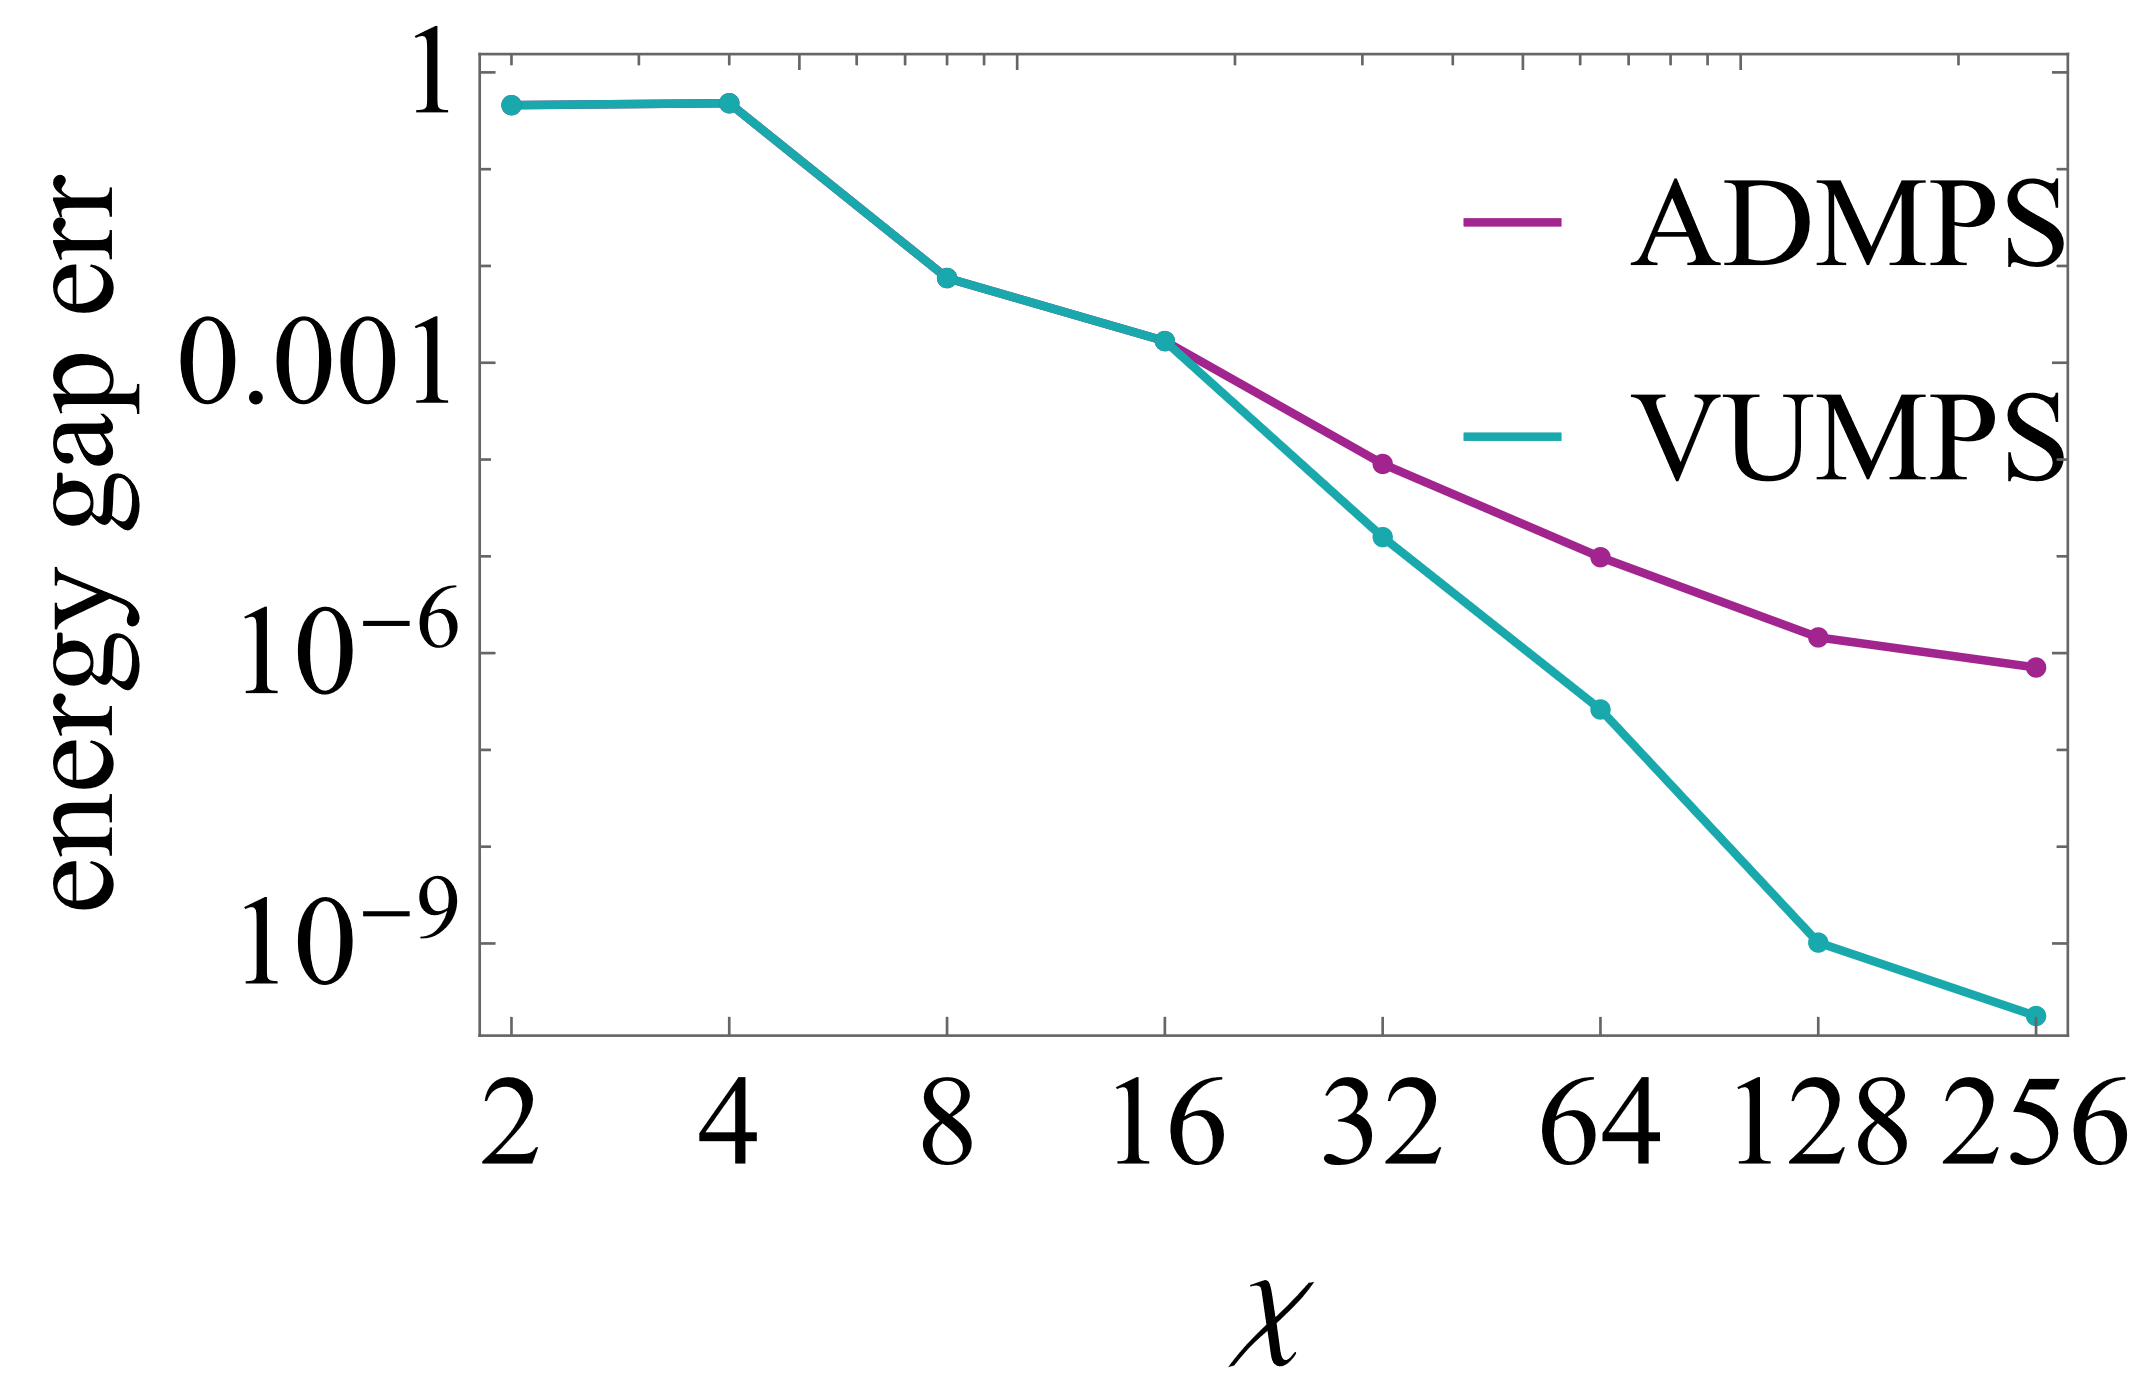 energy gap err
1
0.001
10⁻⁶
10⁻⁹
ADMPS
VUMPS
2 4 8 16 32 64 128 256
χ